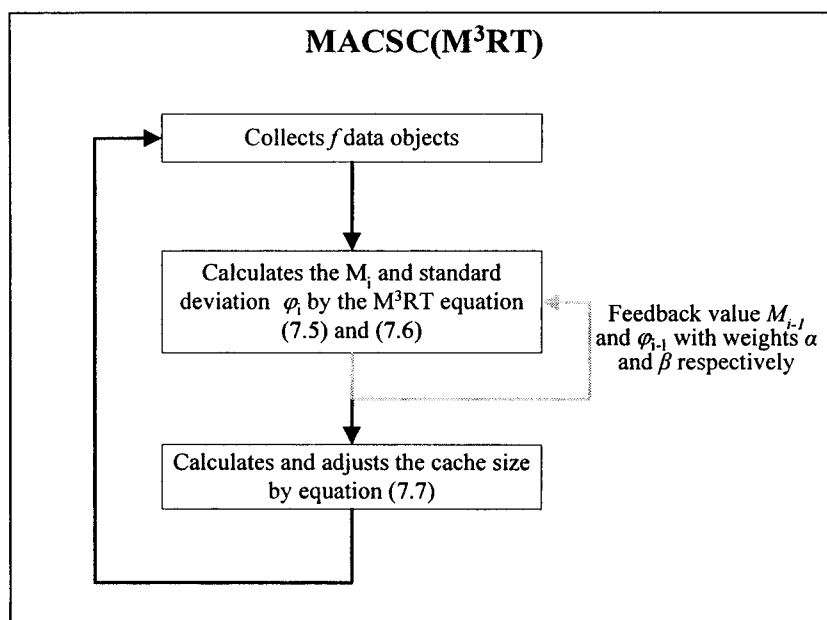 MACSC(M³RT)
Collects f data objects
Calculates the Mᵢ and standard
deviation φᵢ by the M³RT equation
(7.5) and (7.6)
Feedback value Mᵢ₋₁
and φᵢ₋₁ with weights α
and β respectively
Calculates and adjusts the cache size
by equation (7.7)